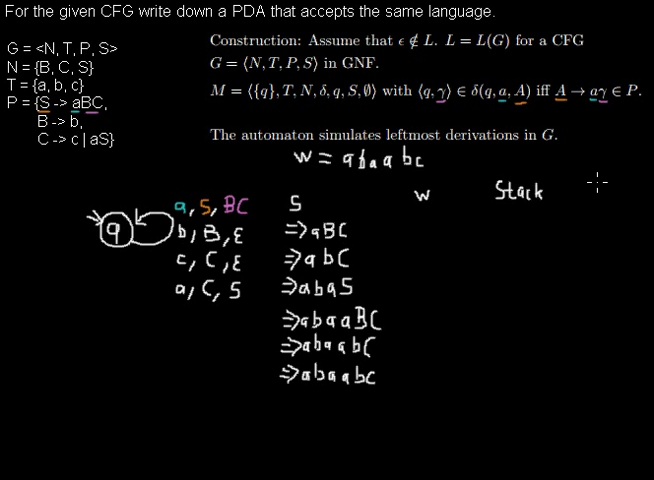 For the given CFG write down a PDA that accepts the same language.
G = <N, T, P, S>
N = {B, C, S}
T = {a, b, c}
P = {S -> aBC,
B -> b,
C -> c | aS}
Construction: Assume that ϵ ∉ L. L = L(G) for a CFG
G = ⟨N, T, P, S⟩ in GNF.
M = ⟨{q}, T, N, δ, q, S, ∅⟩ with ⟨q, γ⟩ ∈ δ(q, a, A) iff A → aγ ∈ P.
The automaton simulates leftmost derivations in G.
w = abaabc
w Stack
q
a, S, BC
b, B, ε
c, C, ε
a, C, S
S
=> aBC
=> abC
=> abaS
=> abaaBC
=> abaabC
=> abaabc